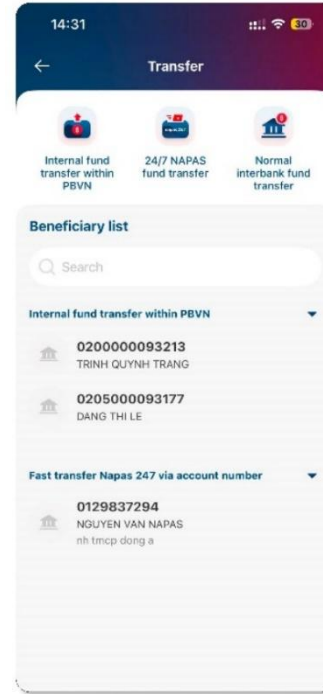 14:31
30
Transfer
Internal fund
transfer within
PBVN
24/7 NAPAS
fund transfer
Normal
interbank fund
transfer
Beneficiary list
Search
Internal fund transfer within PBVN
0200000093213
TRINH QUYNH TRANG
0205000093177
DANG THI LE
Fast transfer Napas 247 via account number
0129837294
NGUYEN VAN NAPAS
nh tmcp dong a